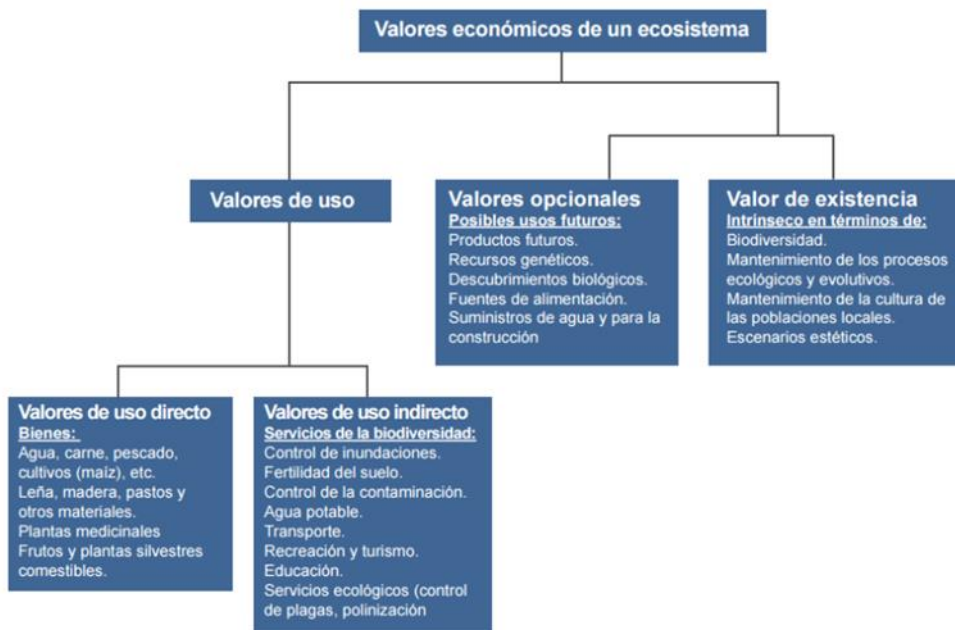 Valores económicos de un ecosistema
Valores de uso
Valores opcionales
Posibles usos futuros:
Productos futuros.
Recursos genéticos.
Descubrimientos biológicos.
Fuentes de alimentación.
Suministros de agua y para la
construcción
Valor de existencia
Intrínseco en términos de:
Biodiversidad.
Mantenimiento de los procesos
ecológicos y evolutivos.
Mantenimiento de la cultura de
las poblaciones locales.
Escenarios estéticos.
Valores de uso directo
Bienes:
Agua, carne, pescado,
cultivos (maíz), etc.
Leña, madera, pastos y
otros materiales.
Plantas medicinales
Frutos y plantas silvestres
comestibles.
Valores de uso indirecto
Servicios de la biodiversidad:
Control de inundaciones.
Fertilidad del suelo.
Control de la contaminación.
Agua potable.
Transporte.
Recreación y turismo.
Educación.
Servicios ecológicos (control
de plagas, polinización